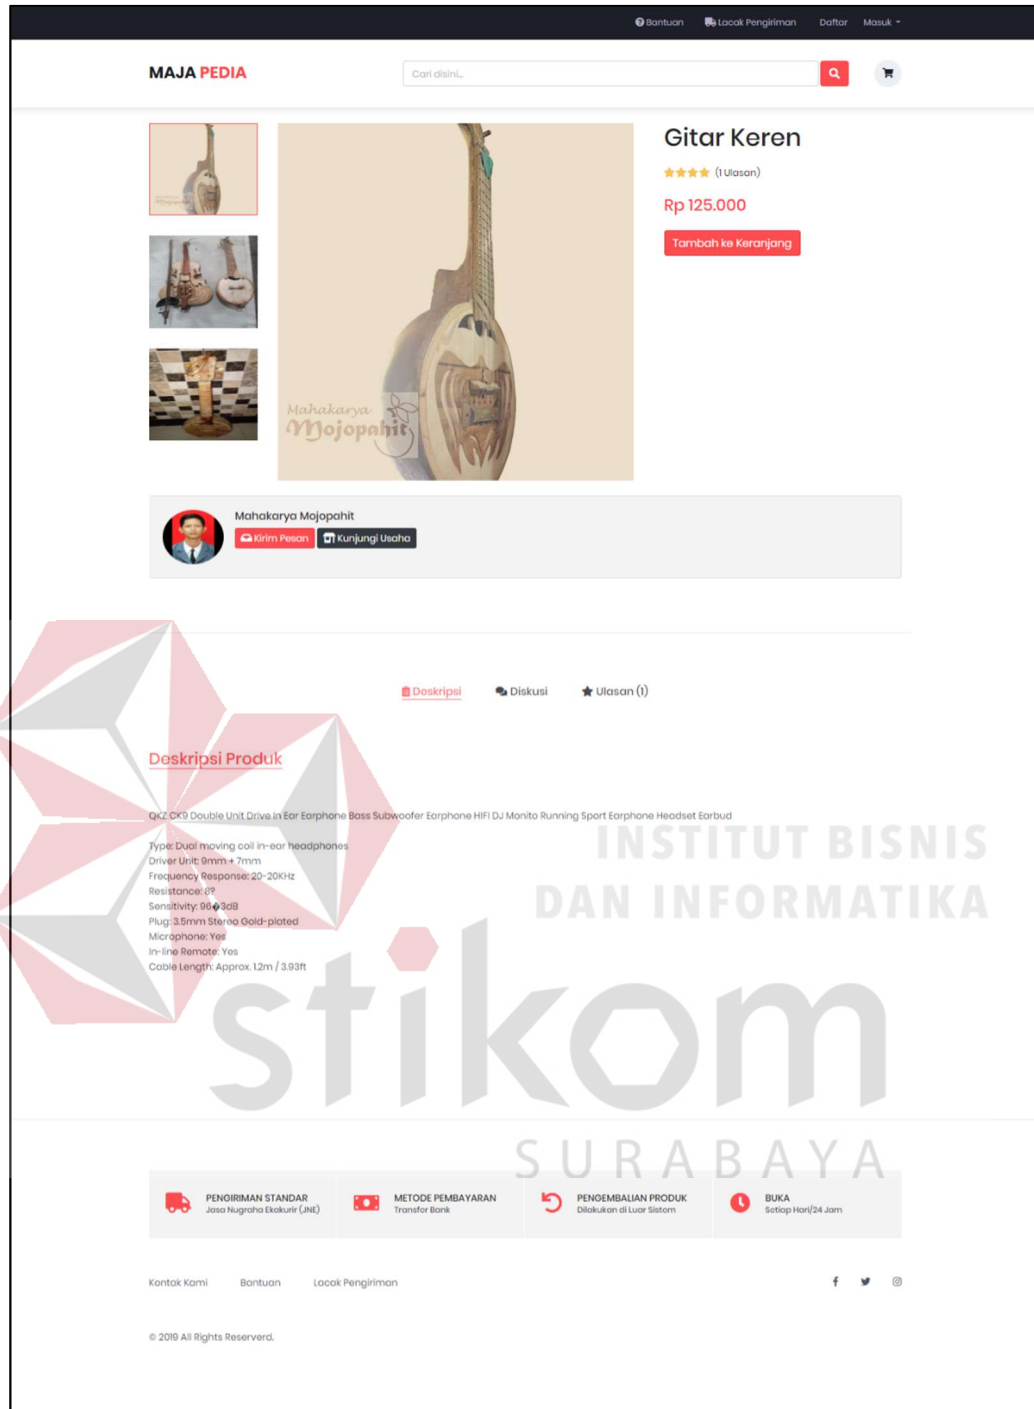 Bantuan Lacak Pengiriman Daftar Masuk
MAJA PEDIA
Cari disini...
Gitar Keren
(1 Ulasan)
Rp 125.000
Tambah ke Keranjang
Mahakarya
Mojopahit
Mahakarya Mojopahit
Kirim Pesan Kunjungi Usaha
Deskripsi Diskusi Ulasan (1)
Deskripsi Produk
QKZ CK9 Double Unit Drive In Ear Earphone Bass Subwoofer Earphone HIFI DJ Monito Running Sport Earphone Headset Earbud
Type: Dual moving coil in-ear headphones
Driver Unit: 9mm + 7mm
Frequency Response: 20-20KHz
Resistance: 8?
Sensitivity: 96�3dB
Plug: 3.5mm Stereo Gold-plated
Microphone: Yes
In-line Remote: Yes
Cable Length: Approx. 1.2m / 3.93ft
INSTITUT BISNIS
DAN INFORMATIKA
stikom
SURABAYA
PENGIRIMAN STANDAR
Jasa Nugraha Ekakurir (JNE)
METODE PEMBAYARAN
Transfer Bank
PENGEMBALIAN PRODUK
Dilakukan di Luar Sistem
BUKA
Setiap Hari/24 Jam
Kontak Kami Bantuan Lacak Pengiriman
© 2019 All Rights Reserverd.